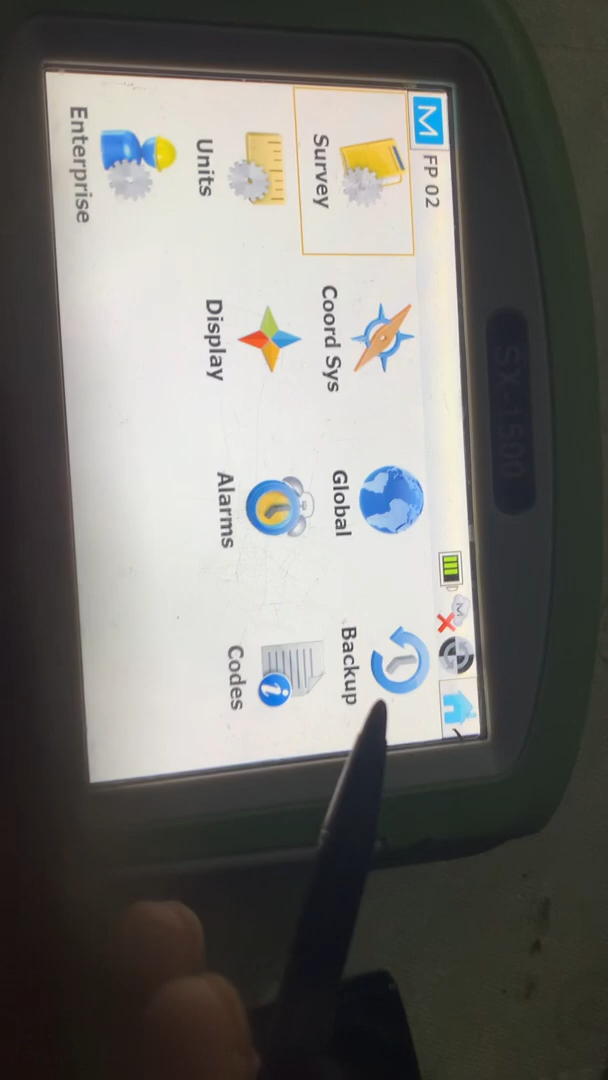 SX-1500
M FP 02
M
Survey Coord Sys Global Backup
Units Display Alarms Codes
Enterprise